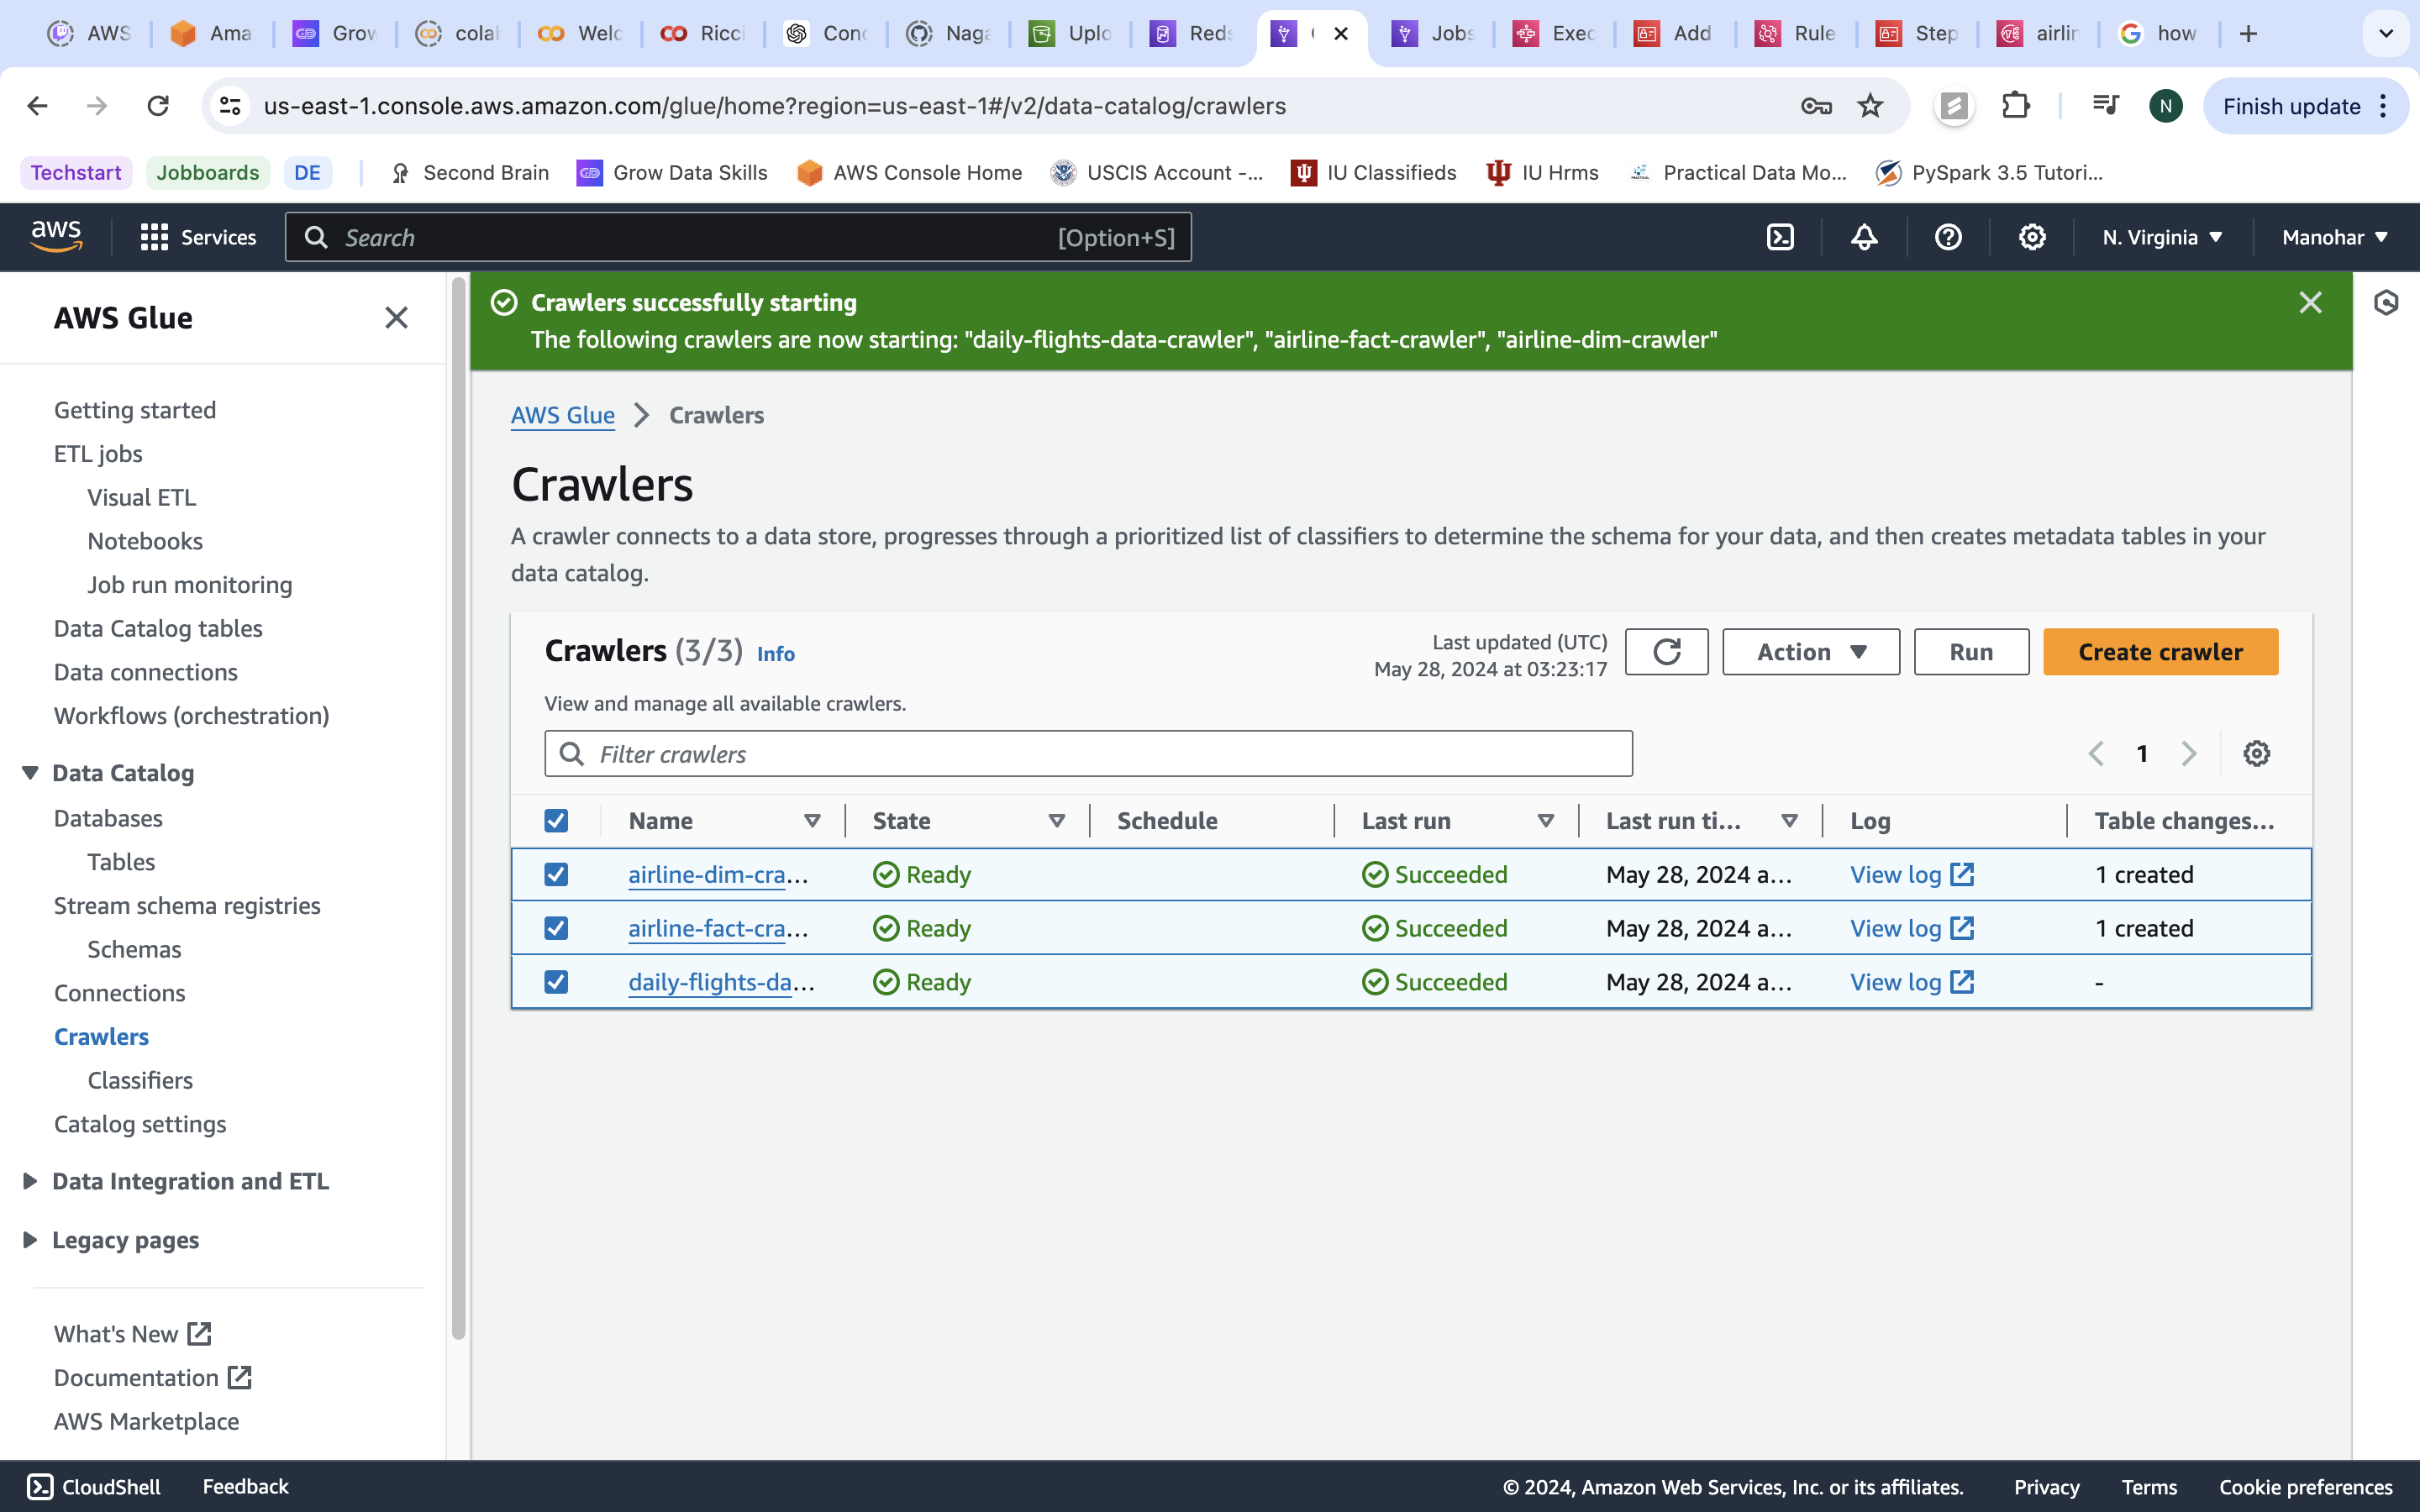 AWS
Ama
Grow
colal
Welc
Ricci
Con
Naga
Uplo
Reds
Jobs
Exec
Add
Rule
Step
airlin
how
us-east-1.console.aws.amazon.com/glue/home?region=us-east-1#/v2/data-catalog/crawlers
N
Finish update
Techstart
Jobboards
DE
Second Brain
Grow Data Skills
AWS Console Home
USCIS Account -...
IU Classifieds
IU Hrms
Practical Data Mo...
PySpark 3.5 Tutori...
aws
Services
Search
[Option+S]
N. Virginia
Manohar
AWS Glue
Getting started
ETL jobs
Visual ETL
Notebooks
Job run monitoring
Data Catalog tables
Data connections
Workflows (orchestration)
Data Catalog
Databases
Tables
Stream schema registries
Schemas
Connections
Crawlers
Classifiers
Catalog settings
Data Integration and ETL
Legacy pages
What's New
Documentation
AWS Marketplace
Crawlers successfully starting
The following crawlers are now starting: "daily-flights-data-crawler", "airline-fact-crawler", "airline-dim-crawler"
AWS Glue
Crawlers
Crawlers
A crawler connects to a data store, progresses through a prioritized list of classifiers to determine the schema for your data, and then creates metadata tables in your
data catalog.
Crawlers (3/3) Info
Last updated (UTC)
May 28, 2024 at 03:23:17
Action
Run
Create crawler
View and manage all available crawlers.
Filter crawlers
1
Name State Schedule Last run Last run ti... Log Table changes...
airline-dim-cra... Ready Succeeded May 28, 2024 a... View log 1 created
airline-fact-cra... Ready Succeeded May 28, 2024 a... View log 1 created
daily-flights-da... Ready Succeeded May 28, 2024 a... View log -
CloudShell
Feedback
© 2024, Amazon Web Services, Inc. or its affiliates.
Privacy
Terms
Cookie preferences